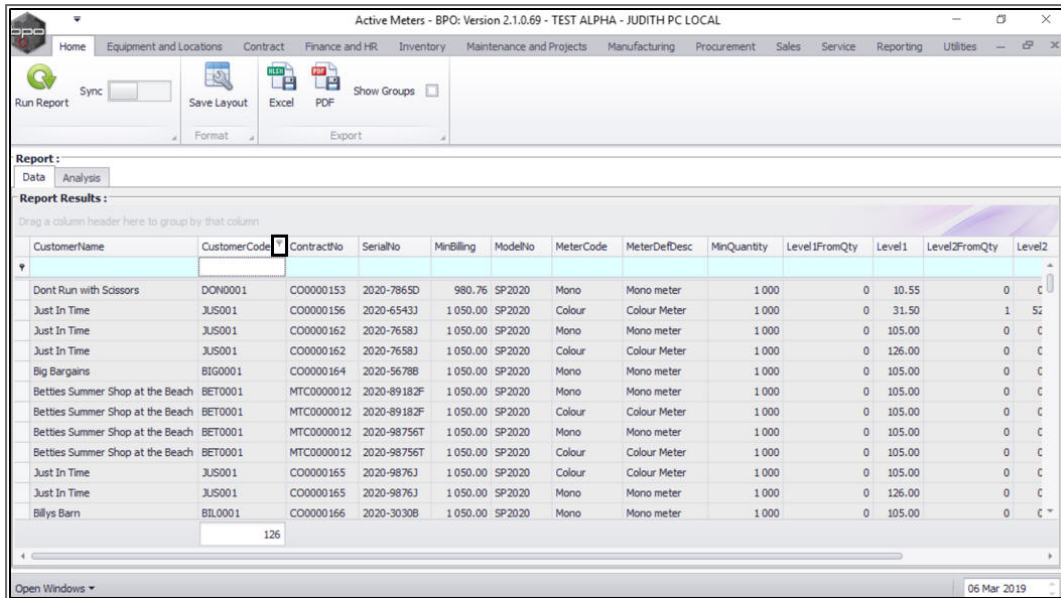 bpo
Active Meters - BPO: Version 2.1.0.69 - TEST ALPHA - JUDITH PC LOCAL
Home Equipment and Locations Contract Finance and HR Inventory Maintenance and Projects Manufacturing Procurement Sales Service Reporting Utilities
Run Report Sync Save Layout XLSX Excel PDF PDF Show Groups
Format Export
Report :
Data Analysis
Report Results :
Drag a column header here to group by that column
CustomerName CustomerCode ContractNo SerialNo MinBilling ModelNo MeterCode MeterDefDesc MinQuantity Level1FromQty Level1 Level2FromQty Level2
Dont Run with Scissors DON0001 CO0000153 2020-7865D 980.76 SP2020 Mono Mono meter 1 000 0 10.55 0
Just In Time JUS001 CO0000156 2020-6543J 1 050.00 SP2020 Colour Colour Meter 1 000 0 31.50 1 52
Just In Time JUS001 CO0000162 2020-7658J 1 050.00 SP2020 Mono Mono meter 1 000 0 105.00 0
Just In Time JUS001 CO0000162 2020-7658J 1 050.00 SP2020 Colour Colour Meter 1 000 0 126.00 0
Big Bargains BIG0001 CO0000164 2020-5678B 1 050.00 SP2020 Mono Mono meter 1 000 0 105.00 0
Betties Summer Shop at the Beach BET0001 MTC0000012 2020-89182F 1 050.00 SP2020 Mono Mono meter 1 000 0 105.00 0
Betties Summer Shop at the Beach BET0001 MTC0000012 2020-89182F 1 050.00 SP2020 Colour Colour Meter 1 000 0 105.00 0
Betties Summer Shop at the Beach BET0001 MTC0000012 2020-98756T 1 050.00 SP2020 Mono Mono meter 1 000 0 105.00 0
Betties Summer Shop at the Beach BET0001 MTC0000012 2020-98756T 1 050.00 SP2020 Colour Colour Meter 1 000 0 105.00 0
Just In Time JUS001 CO0000165 2020-9876J 1 050.00 SP2020 Colour Colour Meter 1 000 0 105.00 0
Just In Time JUS001 CO0000165 2020-9876J 1 050.00 SP2020 Mono Mono meter 1 000 0 126.00 0
Billys Barn BIL0001 CO0000166 2020-3030B 1 050.00 SP2020 Mono Mono meter 1 000 0 105.00 0
126
Open Windows 06 Mar 2019